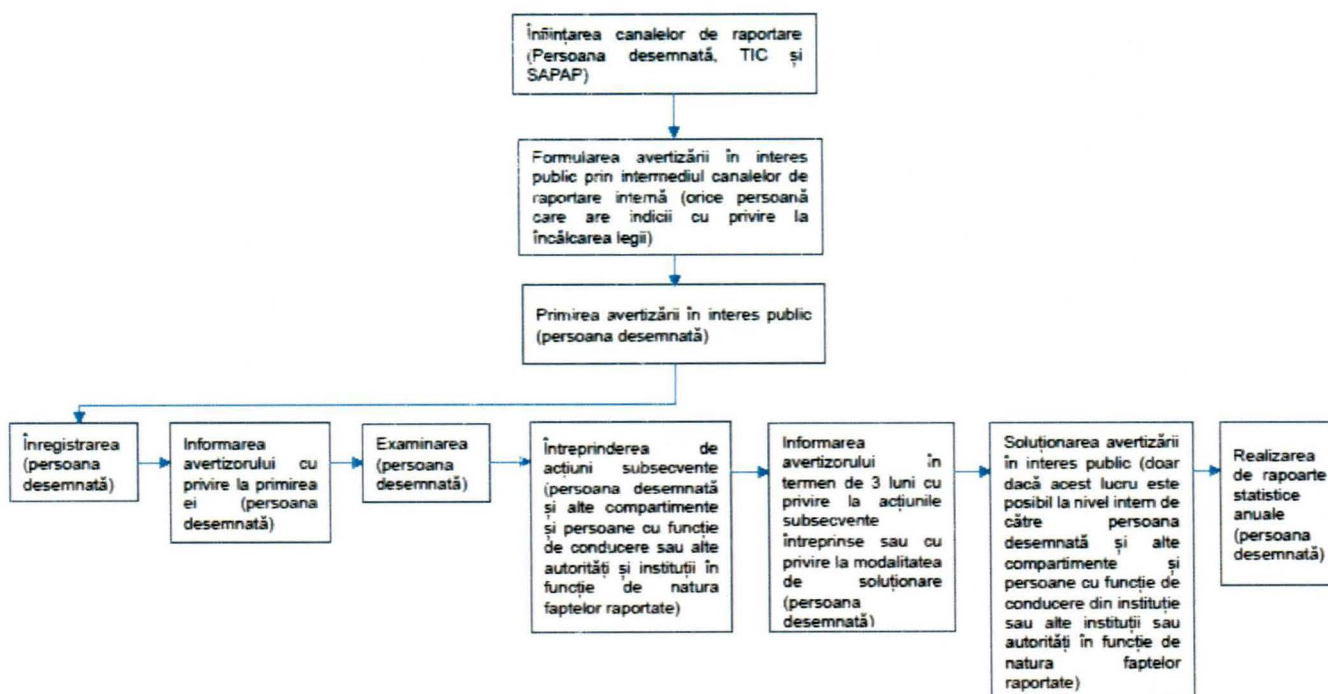 Înființarea canalelor de raportare
(Persoana desemnată, TIC și
SAPAP)
Formularea avertizării în interes
public prin intermediul canalelor de
raportare internă (orice persoană
care are indicii cu privire la
încălcarea legii)
Primirea avertizării în interes public
(persoana desemnată)
Înregistrarea
(persoana
desemnată)
Informarea
avertizorului cu
privire la primirea
ei (persoana
desemnată)
Examinarea
(persoana
desemnată)
Întreprinderea de
acțiuni subsecvente
(persoana desemnată
și alte compartimente
și persoane cu funcție
de conducere sau alte
autorități și instituții în
funcție de natura
faptelor raportate)
Informarea
avertizorului în
termen de 3 luni cu
privire la acțiunile
subsecvente
întreprinse sau cu
privire la modalitatea
de soluționare
(persoana
desemnată)
Soluționarea avertizării
în interes public (doar
dacă acest lucru este
posibil la nivel intern de
către persoana
desemnată și alte
compartimente și
persoane cu funcție de
conducere din instituție
sau alte instituții sau
autorități în funcție de
natura faptelor
raportate)
Realizarea
de rapoarte
statistice
anuale
(persoana
desemnată)